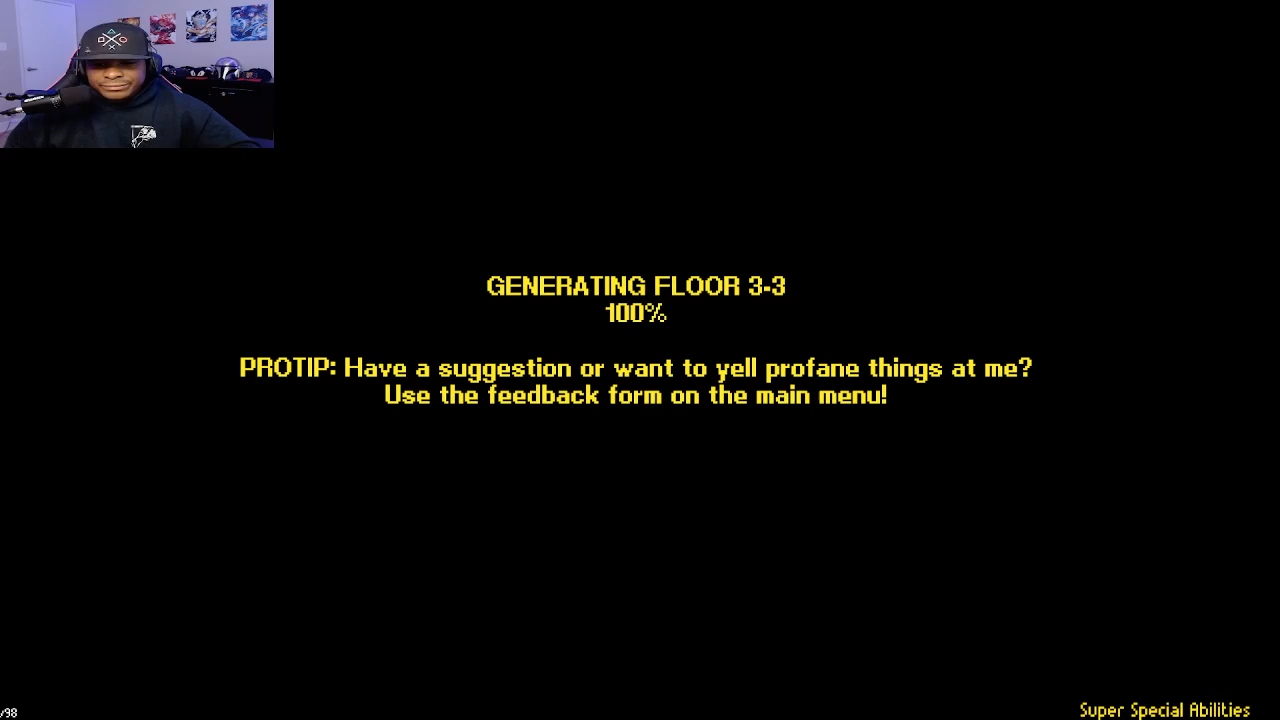 GENERATING FLOOR 3-3
100%
PROTIP: Have a suggestion or want to yell profane things at me?
Use the feedback form on the main menu!
Super Special Abilities
/98